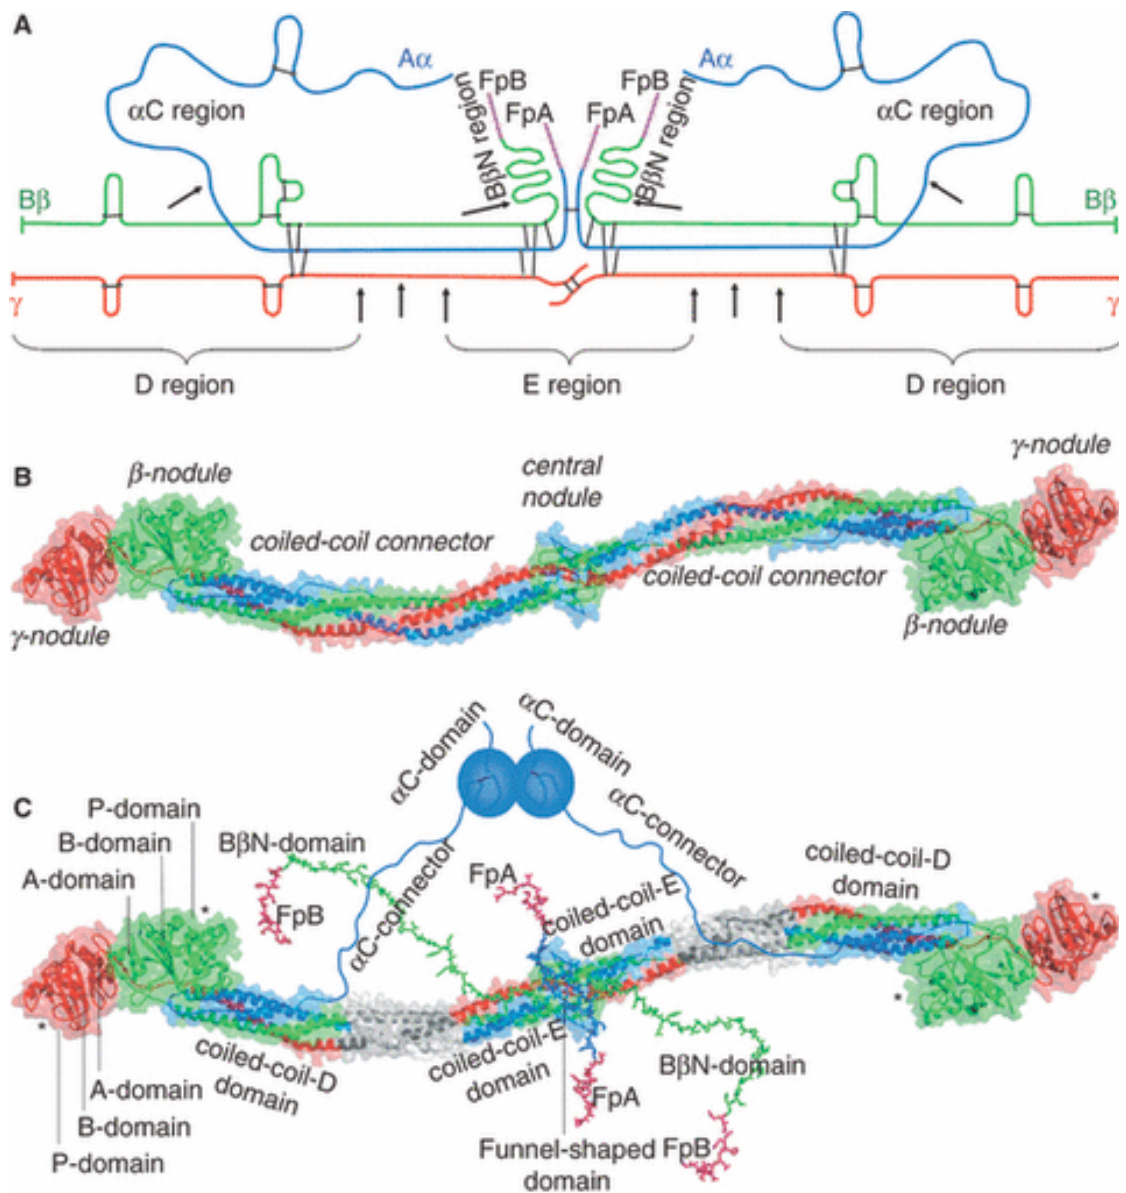 A
Aα
Aα
FpB
FpB
αC region
BβN region
FpA
FpA
BβN region
αC region
Bβ
Bβ
γ
γ
D region
E region
D region
γ-nodule
B
β-nodule
central
nodule
coiled-coil connector
coiled-coil connector
γ-nodule
β-nodule
αC-domain
αC-domain
C
P-domain
αC-connector
B-domain
BβN-domain
A-domain
FpA
coiled-coil-D
domain
*
*
FpB
αC-connector
coiled-coil-E
domain
*
*
coiled-coil-D
domain
coiled-coil-E
domain
BβN-domain
A-domain
FpA
B-domain
P-domain
Funnel-shaped
domain
FpB